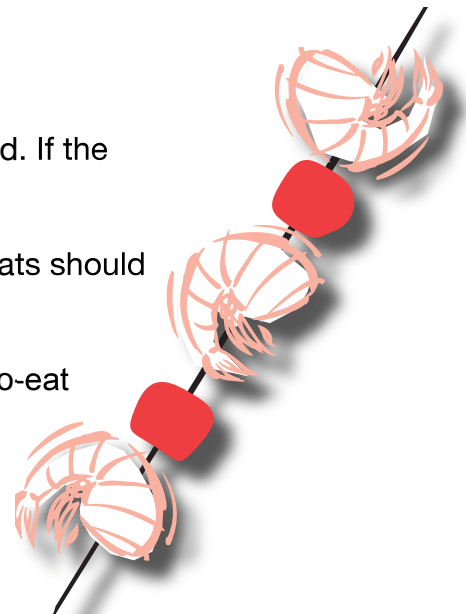 d. If the
ats should
o-eat